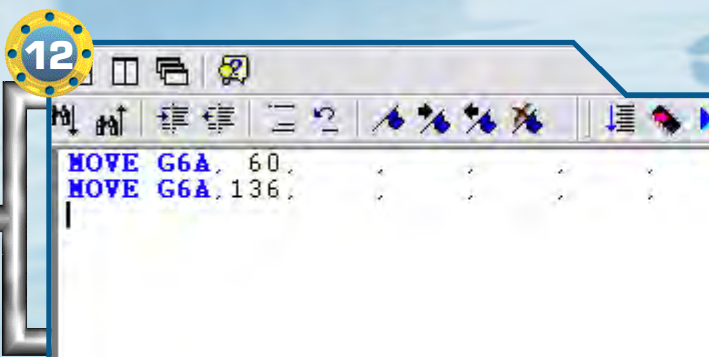 12
MOVE G6A, 60, , , , ,
MOVE G6A,136, , , , ,